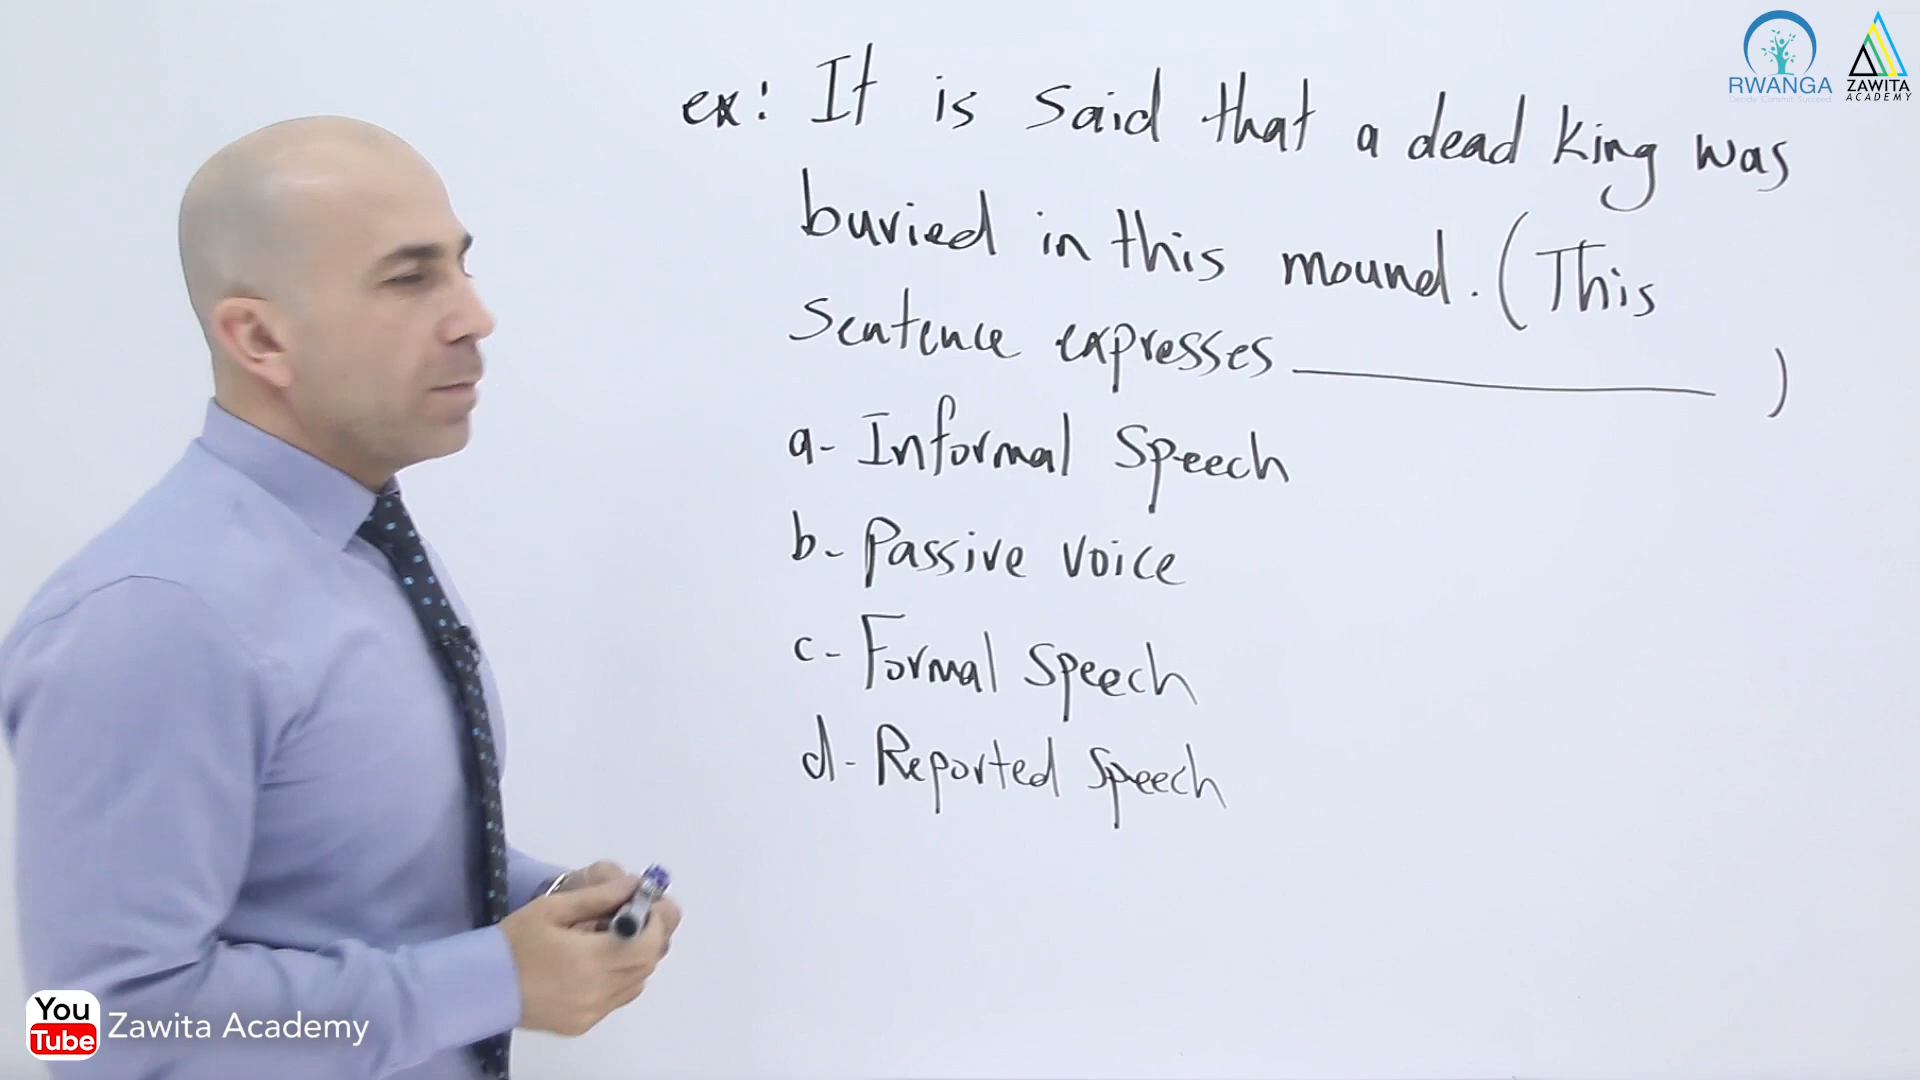 RWANGA
ZAWITA
ACADEMY
ex: It is said that a dead king was
buried in this mound. (This
sentence expresses __________ )
a- Informal speech
b- Passive voice
c- Formal speech
d- Reported speech
You
Tube
Zawita Academy